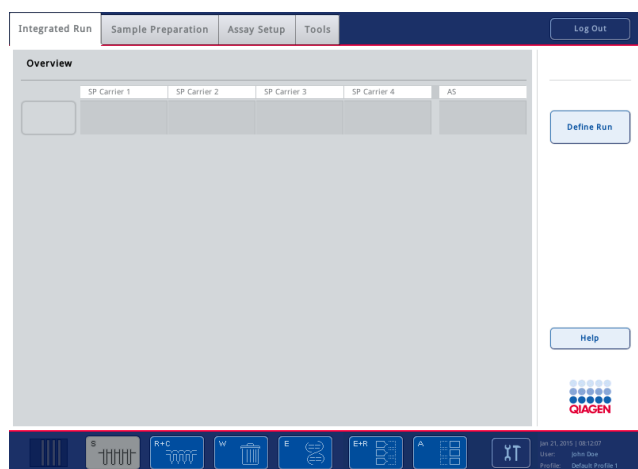 Integrated Run
Sample Preparation
Assay Setup
Tools
Log Out
Overview
SP Carrier 1
SP Carrier 2
SP Carrier 3
SP Carrier 4
AS
Define Run
Help
QIAGEN
S
R+C
W
E
E+R
A
Jan 21, 2015 | 08:12:07
User: John Doe
Profile: Default Profile 1